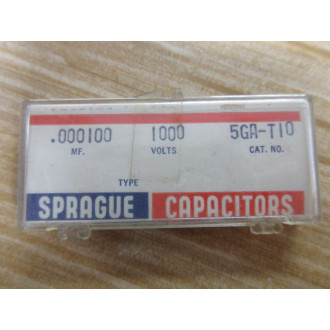 .000100 1000 5GA-T10
MF. VOLTS CAT. NO.
TYPE
SPRAGUE CAPACITORS